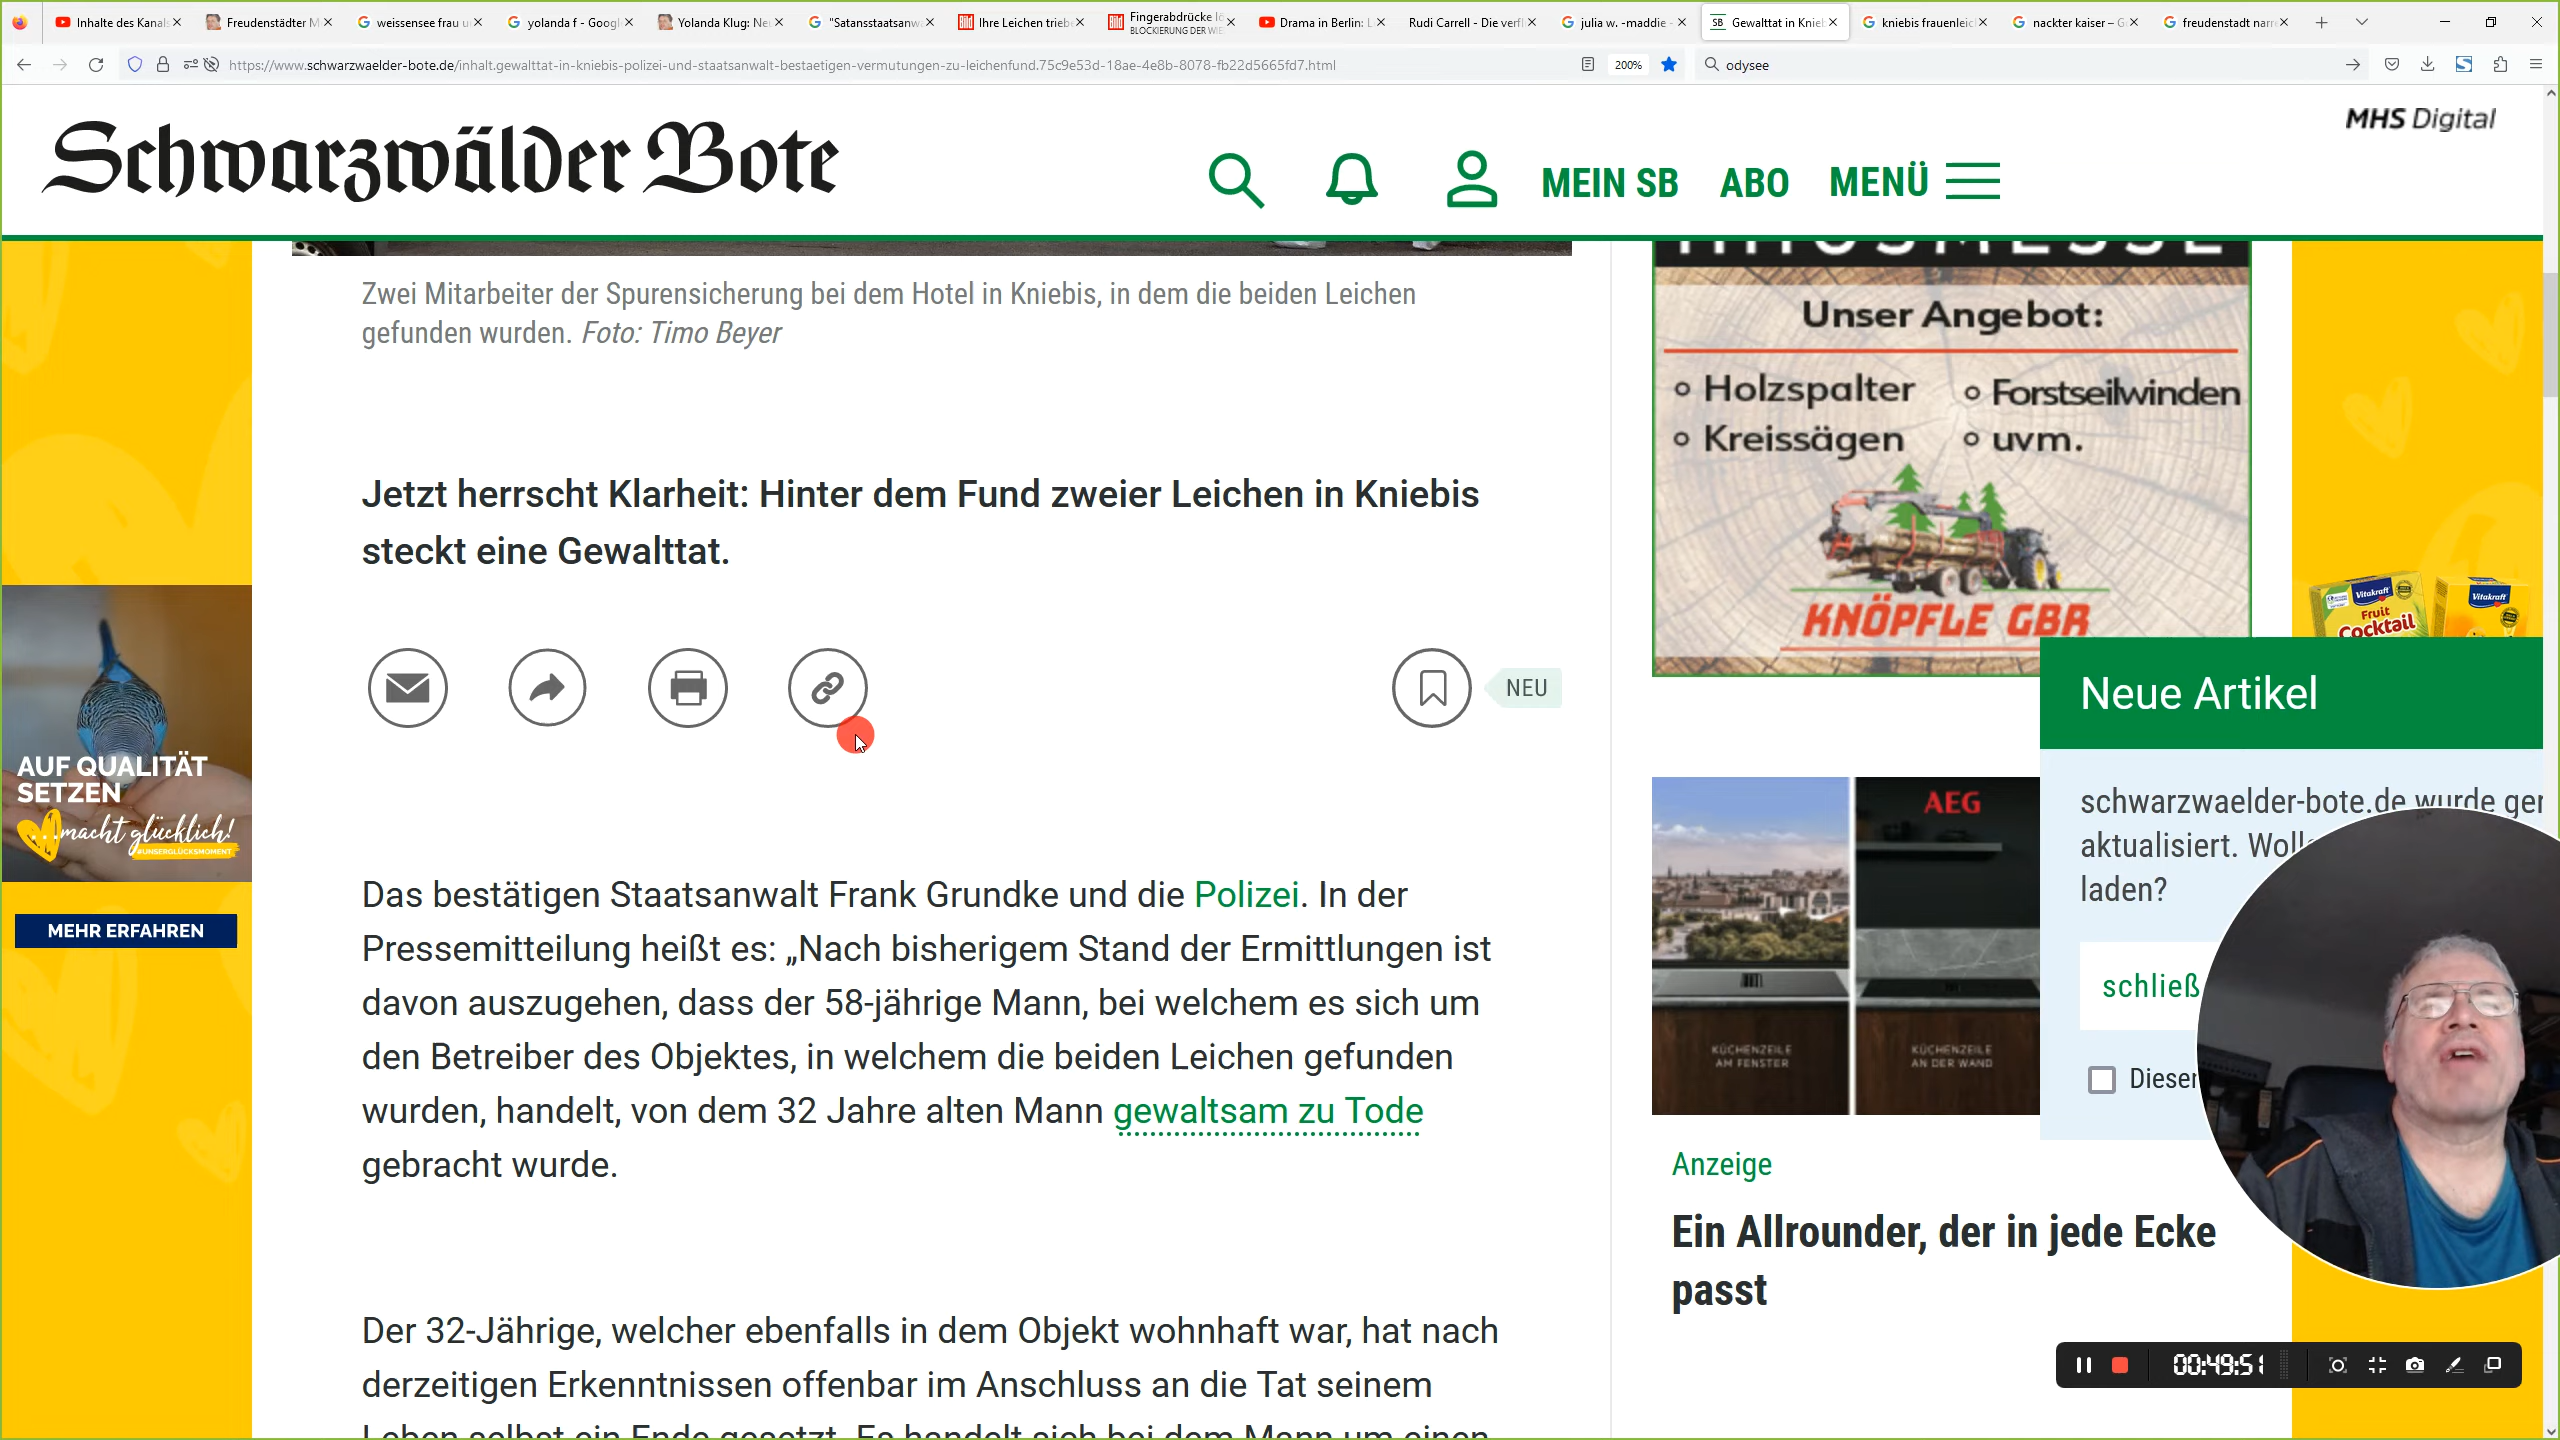 Inhalte des Kanals
Freudenstädter M
weissensee frau u
yolanda f - Googl
Yolanda Klug: Ne
"Satansstaatsanw
Ihre Leichen triebe
Fingerabdrücke lö
BLOCKIERUNG DER WIE
Drama in Berlin: L
Rudi Carrell - Die verfl
julia w. -maddie -
SB
Gewalttat in Knieb
kniebis frauenleic
nackter kaiser – G
freudenstadt narre
https://www.schwarzwaelder-bote.de/inhalt.gewalttat-in-kniebis-polizei-und-staatsanwalt-bestaetigen-vermutungen-zu-leichenfund.75c9e53d-18ae-4e8b-8078-fb22d5665fd7.html
200%
odysee
MHS Digital
Schwarzwälder Bote
MEIN SB
ABO
MENÜ
HAUSMESSE
Zwei Mitarbeiter der Spurensicherung bei dem Hotel in Kniebis, in dem die beiden Leichen
gefunden wurden. Foto: Timo Beyer
Unser Angebot:
Holzspalter
Forstseilwinden
Kreissägen
uvm.
KNÖPFLE GBR
Jetzt herrscht Klarheit: Hinter dem Fund zweier Leichen in Kniebis
steckt eine Gewalttat.
NEU
Vitakraft
Fruit
Cocktail
Vitakraft
AUF QUALITÄT
SETZEN
...macht glücklich!
#UNSERGLÜCKSMOMENT
MEHR ERFAHREN
Neue Artikel
schwarzwaelder-bote.de wurde ger
aktualisiert. Woll
laden?
schließ
Dieser
Das bestätigen Staatsanwalt Frank Grundke und die Polizei. In der
Pressemitteilung heißt es: „Nach bisherigem Stand der Ermittlungen ist
davon auszugehen, dass der 58-jährige Mann, bei welchem es sich um
den Betreiber des Objektes, in welchem die beiden Leichen gefunden
wurden, handelt, von dem 32 Jahre alten Mann gewaltsam zu Tode
gebracht wurde.
AEG
KÜCHENZEILE
AM FENSTER
KÜCHENZEILE
AN DER WAND
Anzeige
Ein Allrounder, der in jede Ecke
passt
Der 32-Jährige, welcher ebenfalls in dem Objekt wohnhaft war, hat nach
derzeitigen Erkenntnissen offenbar im Anschluss an die Tat seinem
Leben selbst ein Ende gesetzt. Es handelt sich bei dem Mann um einen
00:49:51